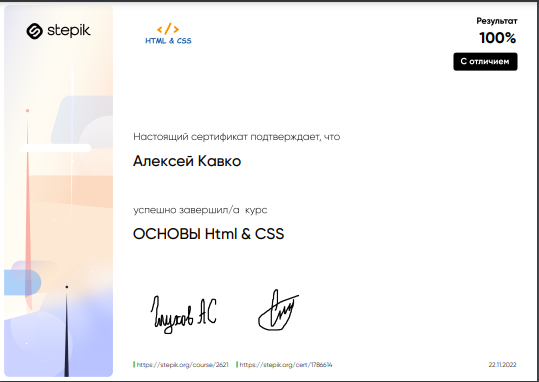 stepik
HTML & CSS
Результат
100%
С отличием
Настоящий сертификат подтверждает, что
Алексей Кавко
успешно завершил/а курс
ОСНОВЫ Html & CSS
Глухов АС
https://stepik.org/course/2621
https://stepik.org/cert/1786614
22.11.2022